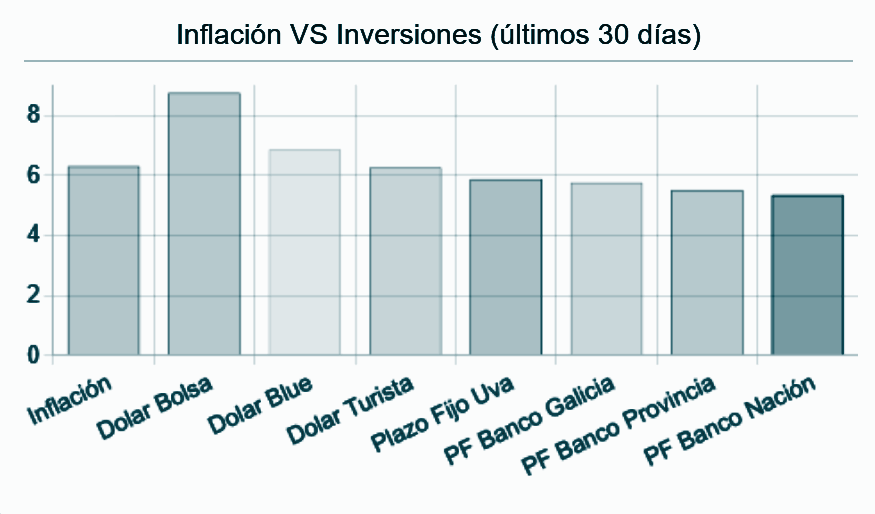 Inflación VS Inversiones (últimos 30 días)
8
6
4
2
0
Inflación
Dolar Bolsa
Dolar Blue
Dolar Turista
Plazo Fijo Uva
PF Banco Galicia
PF Banco Provincia
PF Banco Nación